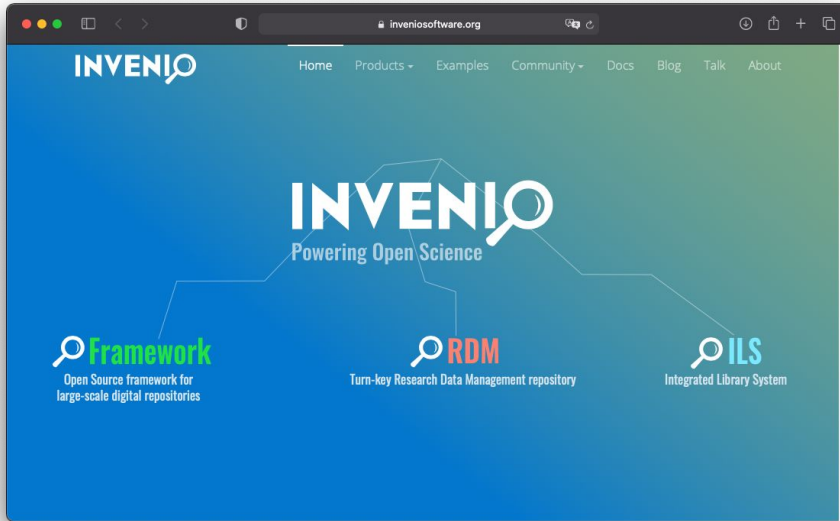 inveniosoftware.org
INVENIO
Home Products Examples Community Docs Blog Talk About
INVENIO
Powering Open Science
Framework
Open Source framework for
large-scale digital repositories
RDM
Turn-key Research Data Management repository
ILS
Integrated Library System